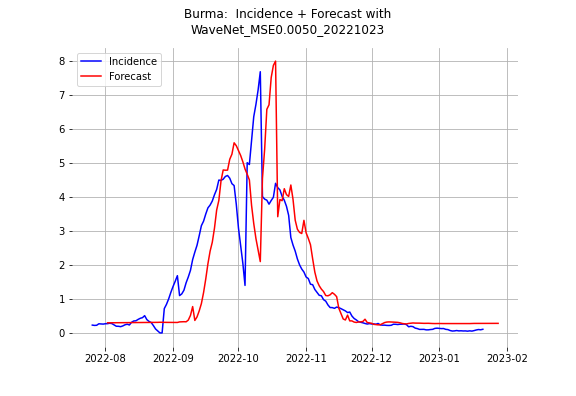 Burma:  Incidence + Forecast with
WaveNet_MSE0.0050_20221023
Incidence
Forecast
8
7
6
5
4
3
2
1
0
2022-08 2022-09 2022-10 2022-11 2022-12 2023-01 2023-02